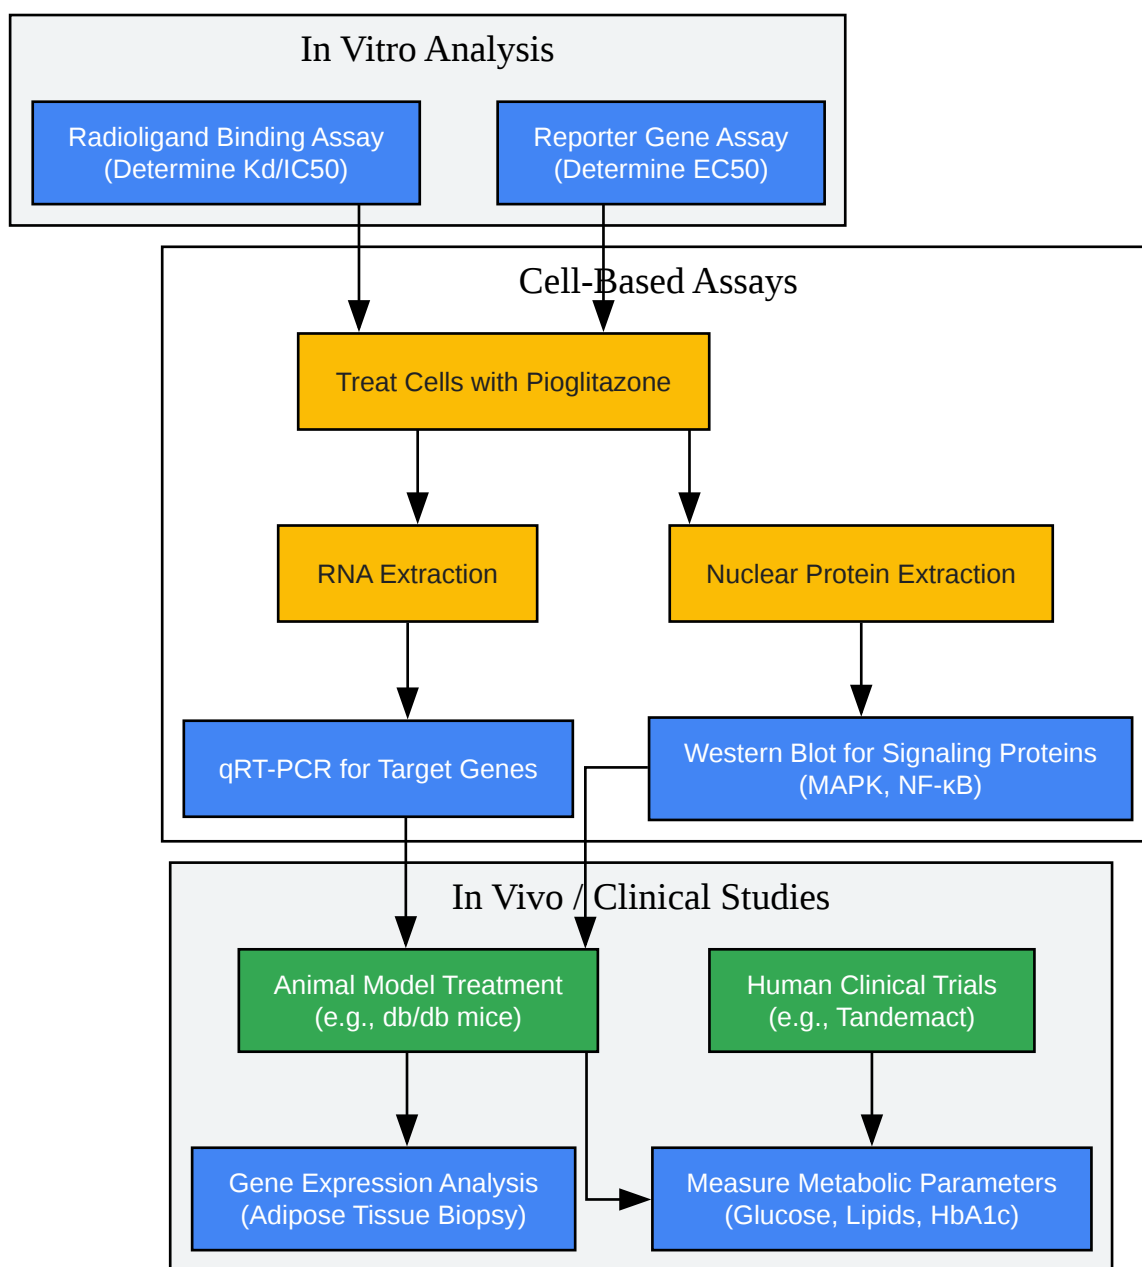 In Vitro Analysis
Radioligand Binding Assay
(Determine Kd/IC50)
Reporter Gene Assay
(Determine EC50)
Cell-Based Assays
Treat Cells with Pioglitazone
RNA Extraction
Nuclear Protein Extraction
qRT-PCR for Target Genes
Western Blot for Signaling Proteins
(MAPK, NF-κB)
In Vivo / Clinical Studies
Animal Model Treatment
(e.g., db/db mice)
Human Clinical Trials
(e.g., Tandemact)
Gene Expression Analysis
(Adipose Tissue Biopsy)
Measure Metabolic Parameters
(Glucose, Lipids, HbA1c)